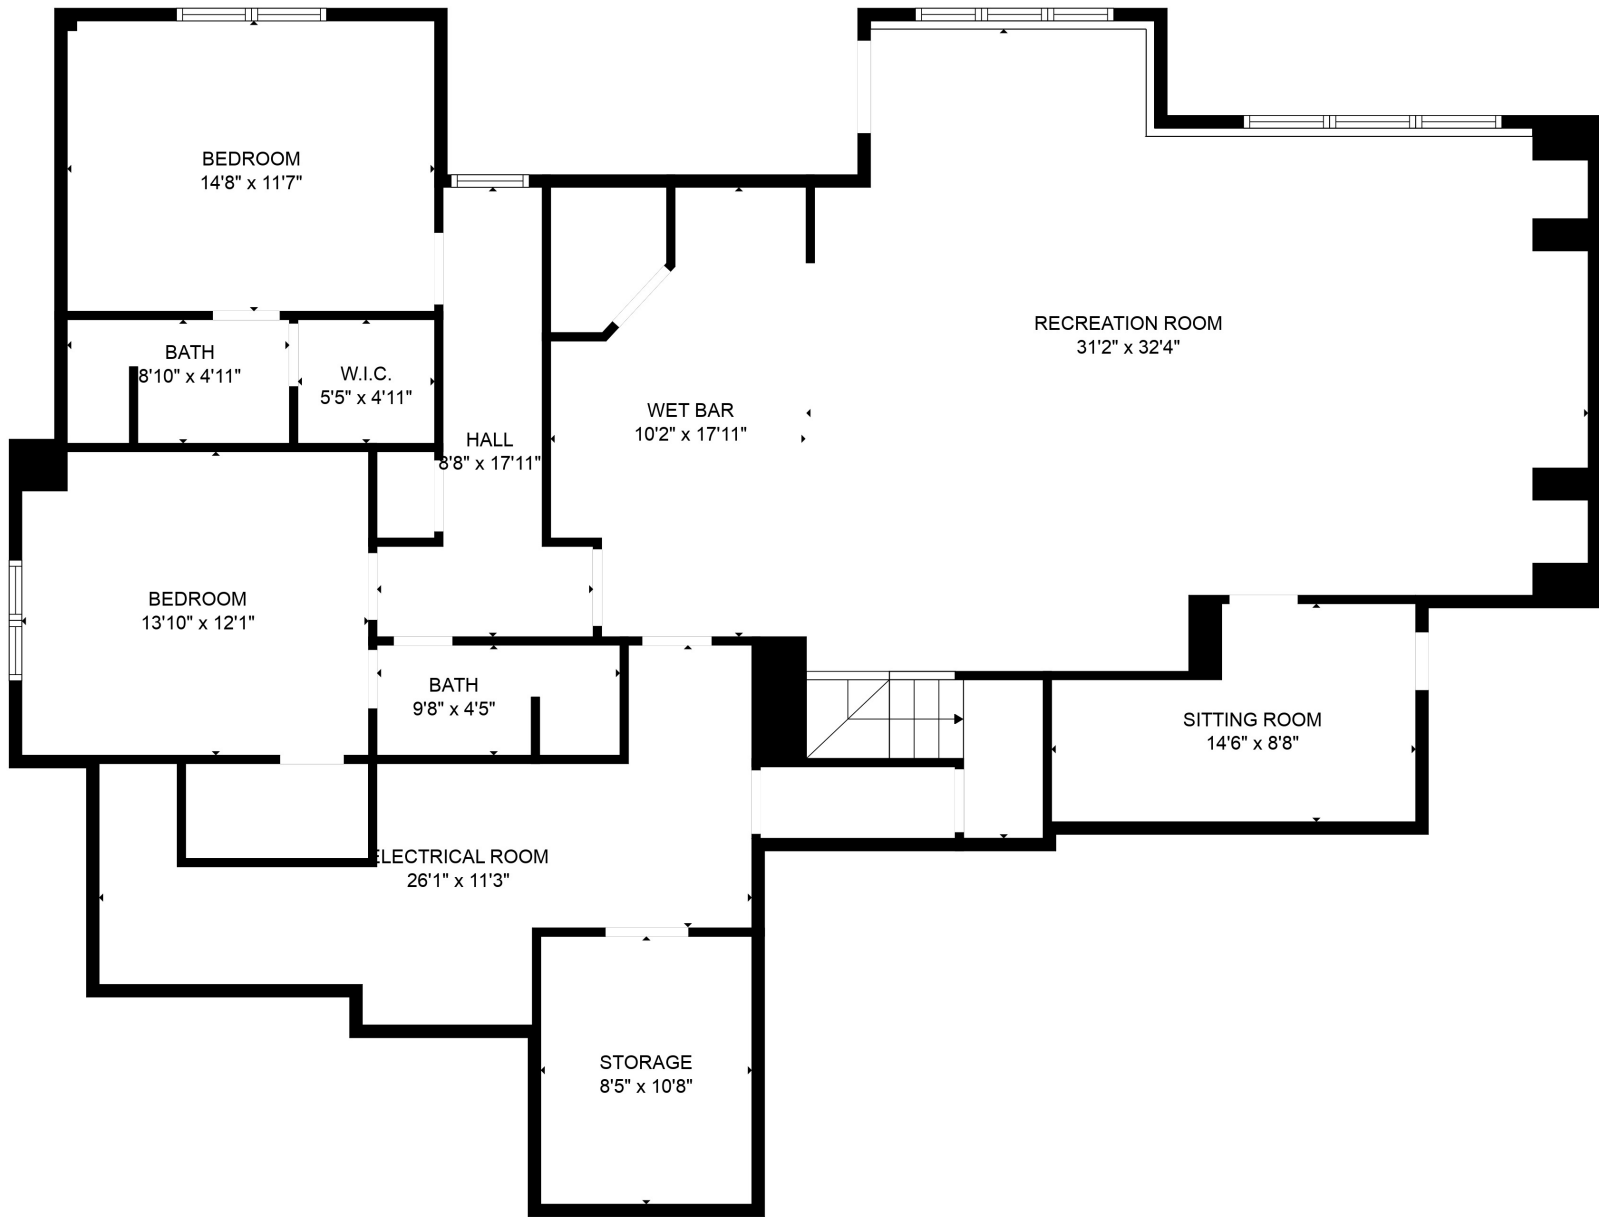 BEDROOM
14'8" x 11'7"
RECREATION ROOM
31'2" x 32'4"
BATH
8'10" x 4'11"
W.I.C.
5'5" x 4'11"
WET BAR
10'2" x 17'11"
HALL
8'8" x 17'11"
BEDROOM
13'10" x 12'1"
BATH
9'8" x 4'5"
SITTING ROOM
14'6" x 8'8"
ELECTRICAL ROOM
26'1" x 11'3"
STORAGE
8'5" x 10'8"